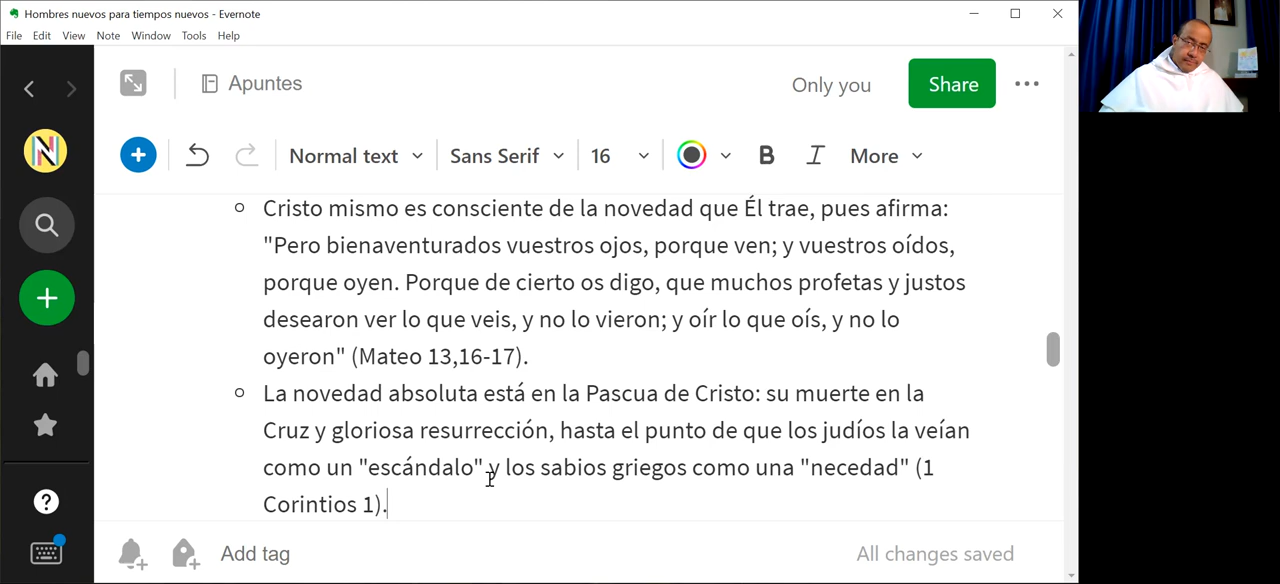 Hombres nuevos para tiempos nuevos - Evernote
File Edit View Note Window Tools Help
Apuntes
Only you
Share
Normal text
Sans Serif
16
B
I
More
Cristo mismo es consciente de la novedad que Él trae, pues afirma:
"Pero bienaventurados vuestros ojos, porque ven; y vuestros oídos,
porque oyen. Porque de cierto os digo, que muchos profetas y justos
desearon ver lo que veis, y no lo vieron; y oír lo que oís, y no lo
oyeron" (Mateo 13,16-17).
La novedad absoluta está en la Pascua de Cristo: su muerte en la
Cruz y gloriosa resurrección, hasta el punto de que los judíos la veían
como un "escándalo" y los sabios griegos como una "necedad" (1
Corintios 1).
Add tag
All changes saved